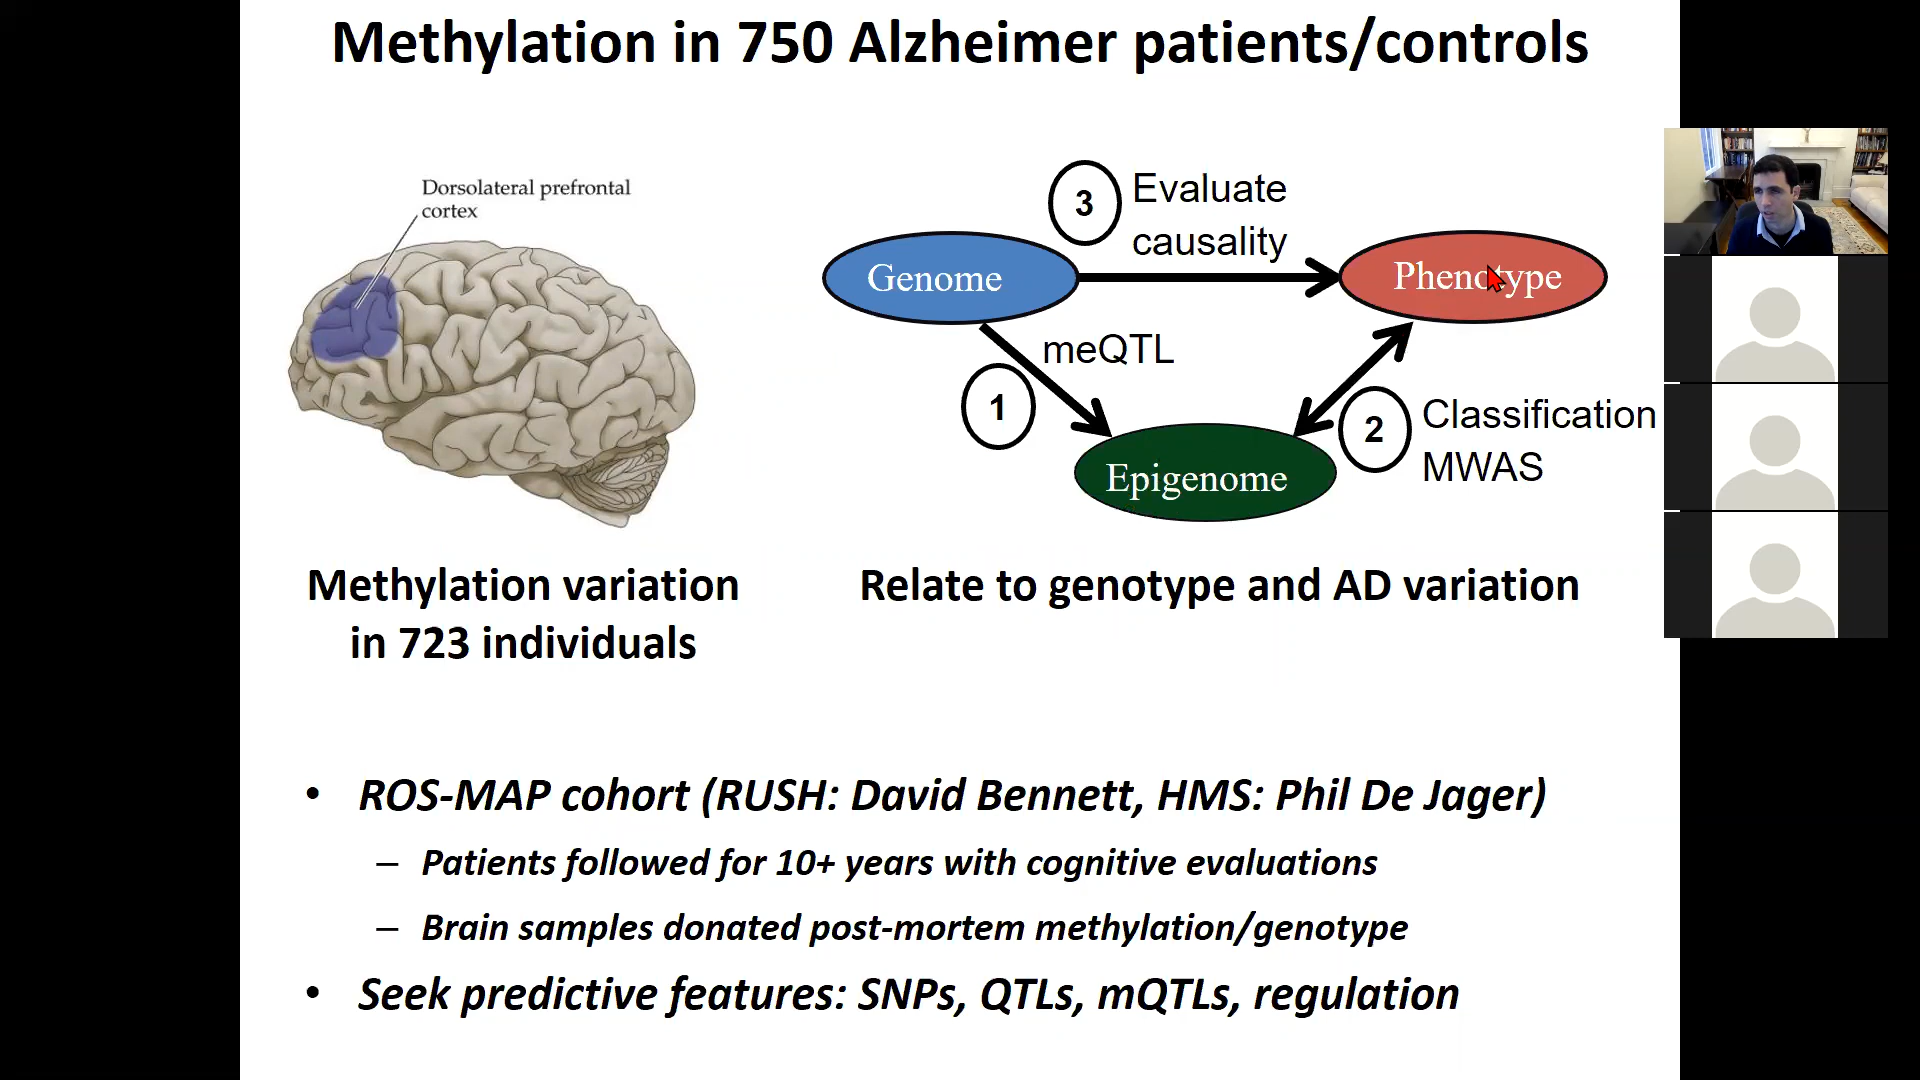 Methylation in 750 Alzheimer patients/controls
Dorsolateral prefrontal
cortex
3
Evaluate
causality
Genome
Phenotype
meQTL
1
2
Classification
MWAS
Epigenome
Methylation variation
in 723 individuals
Relate to genotype and AD variation
• ROS-MAP cohort (RUSH: David Bennett, HMS: Phil De Jager)
– Patients followed for 10+ years with cognitive evaluations
– Brain samples donated post-mortem methylation/genotype
• Seek predictive features: SNPs, QTLs, mQTLs, regulation